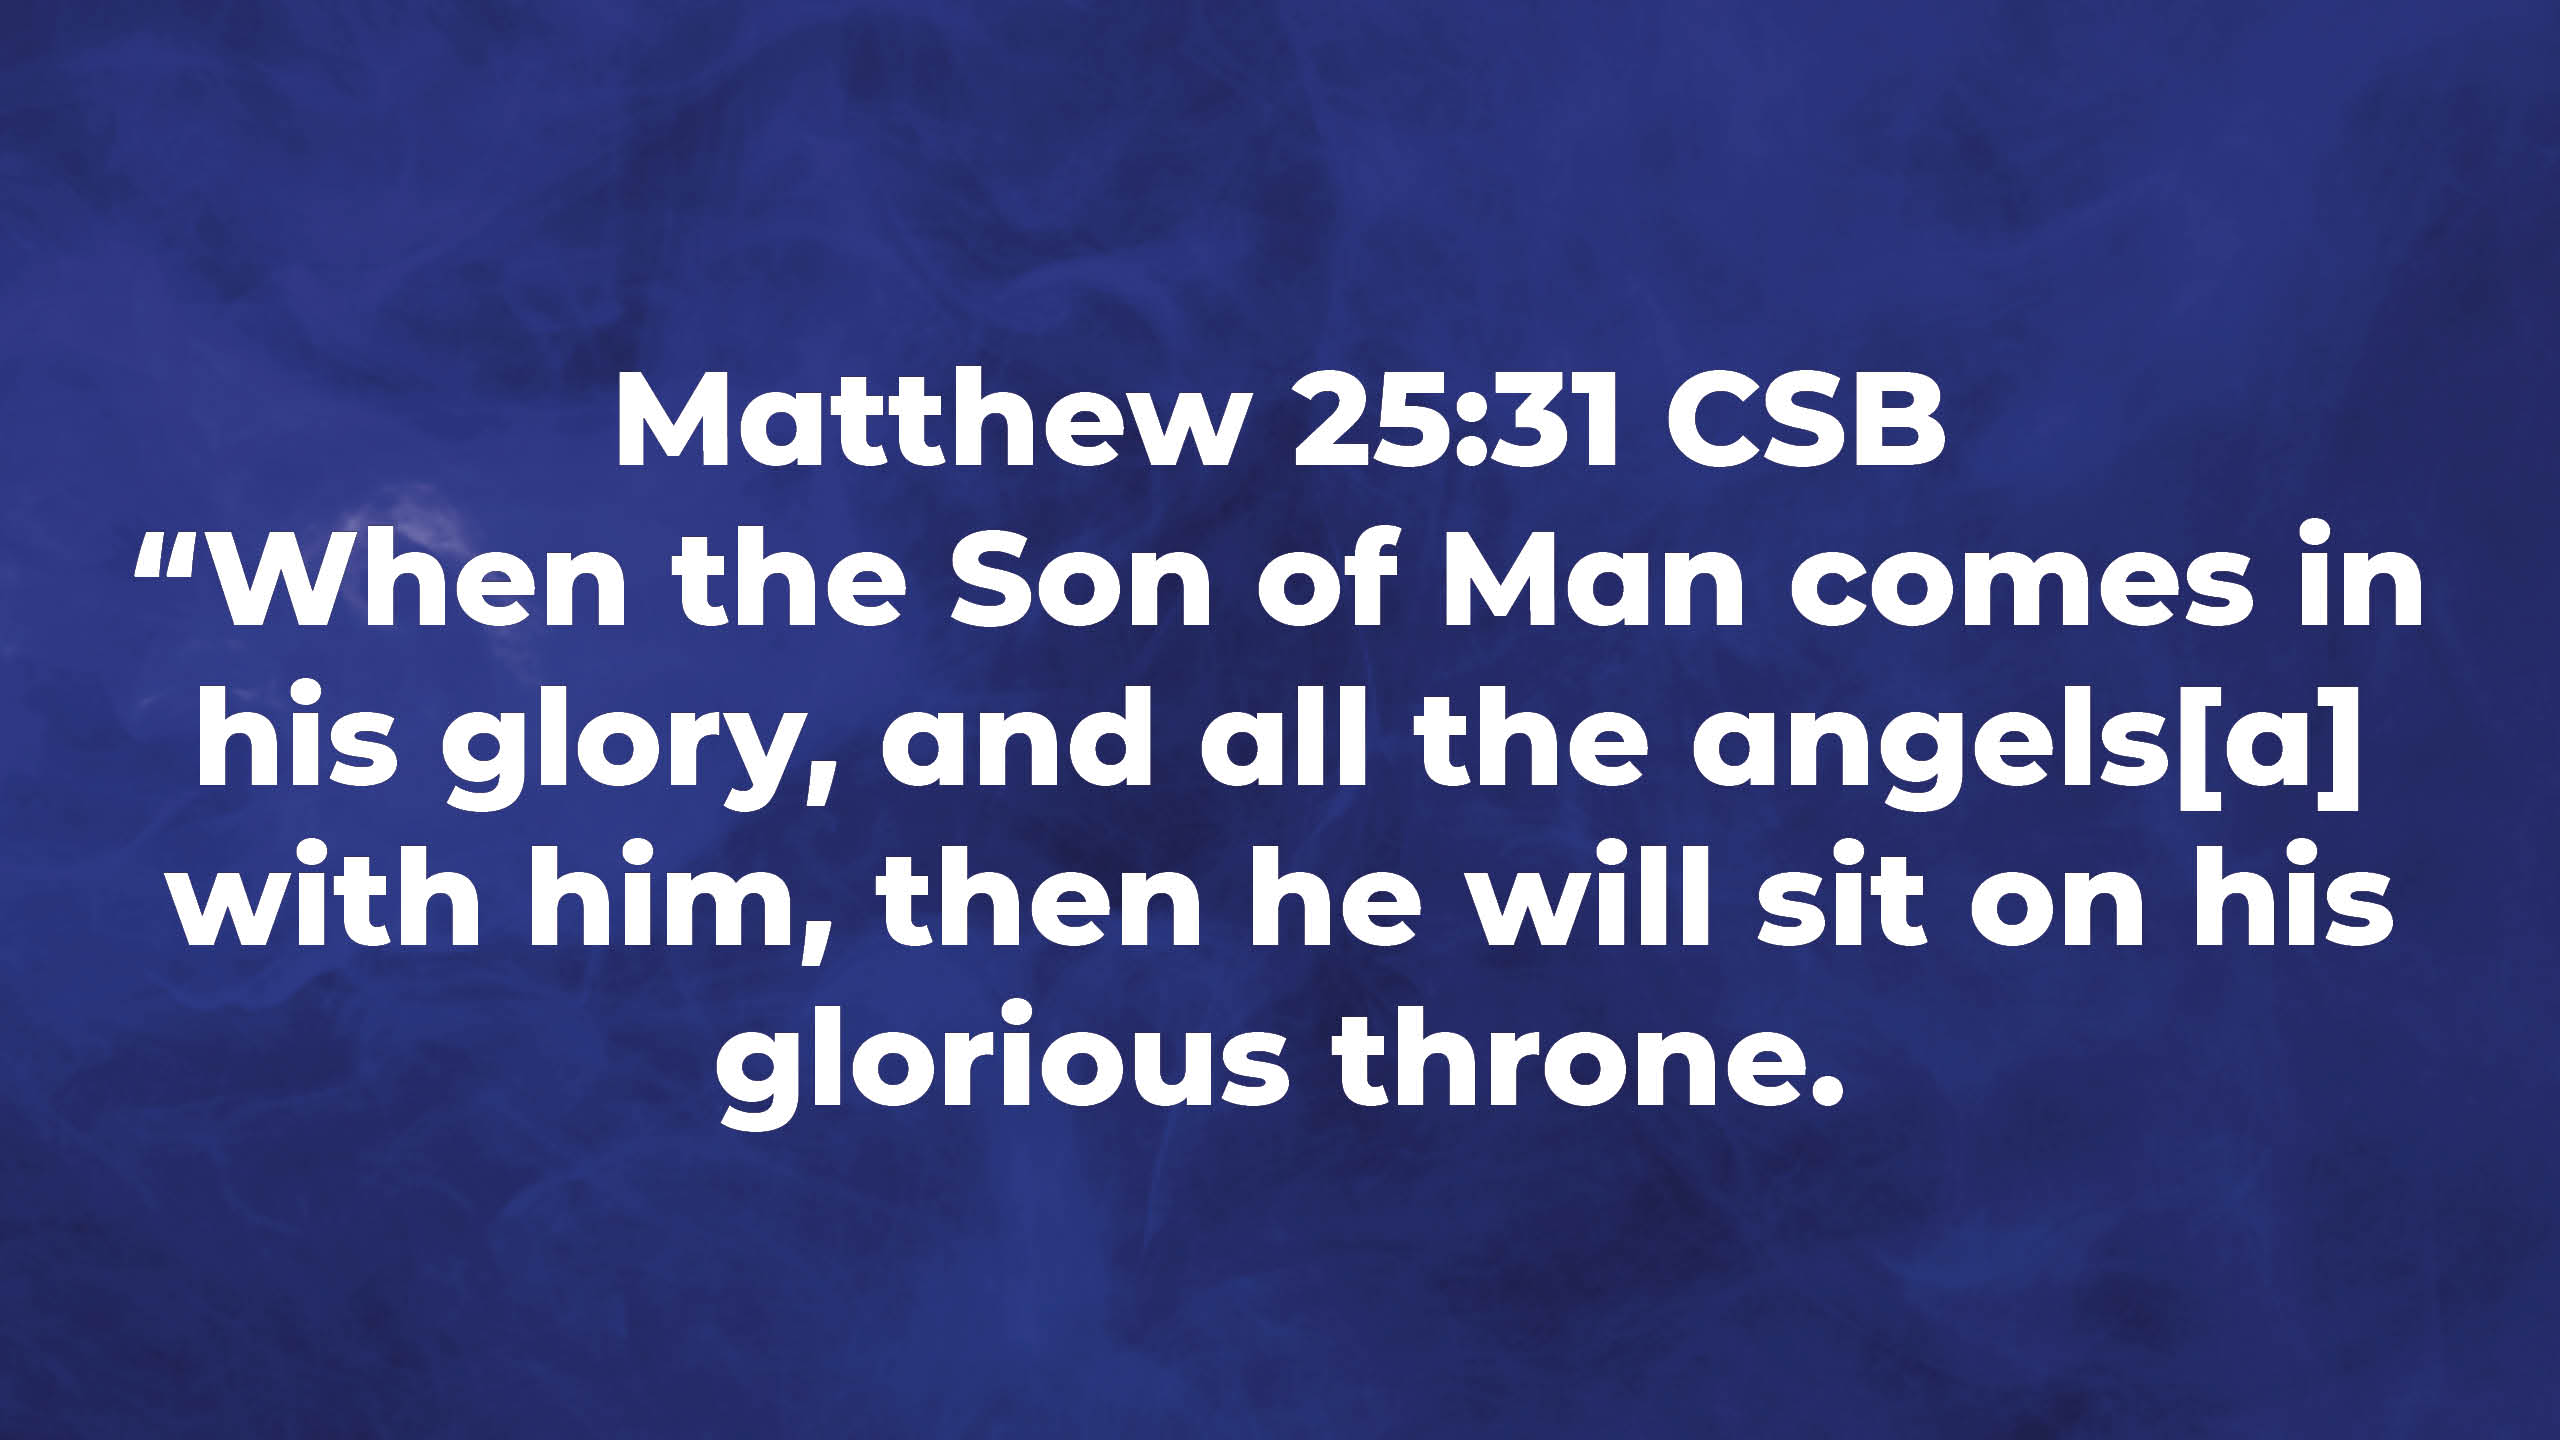 Matthew 25:31 CSB
“When the Son of Man comes in
his glory, and all the angels[a]
with him, then he will sit on his
glorious throne.